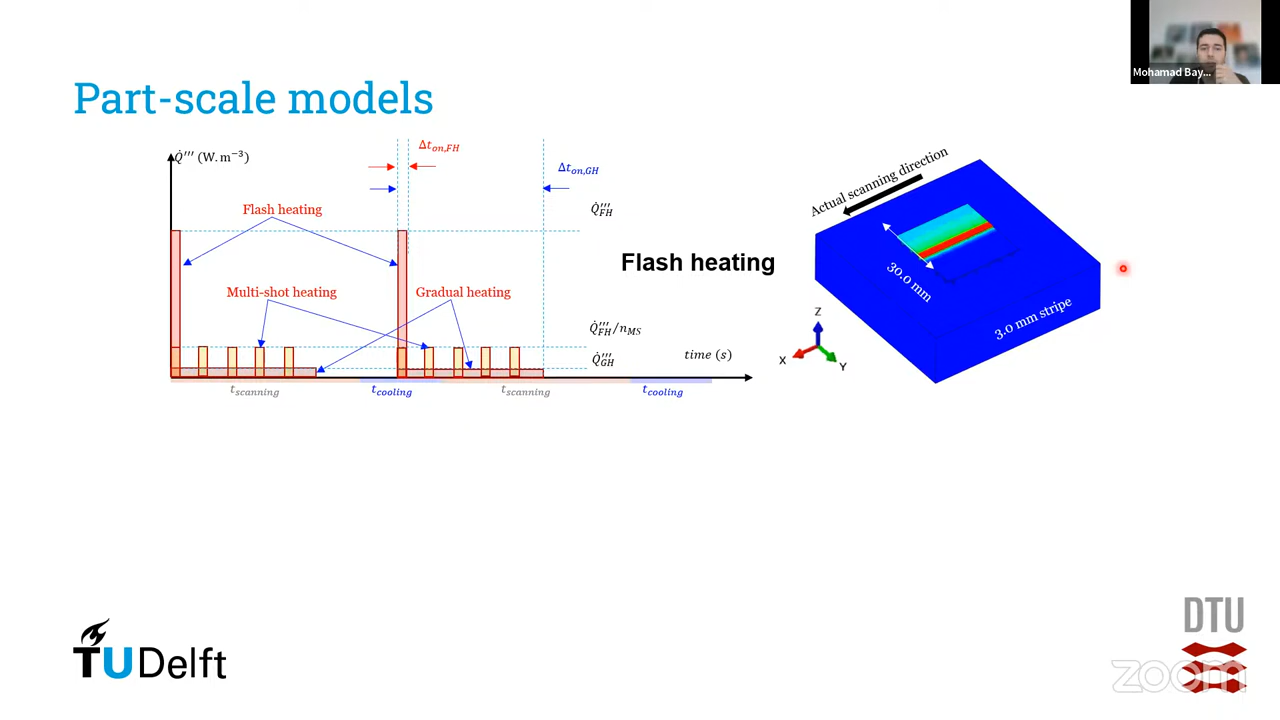 Mohamad Bay...
Part-scale models
Q̇''' (W.m⁻³)
Δt_on,FH
Δt_on,GH
Flash heating
Q̇'''_FH
Multi-shot heating
Gradual heating
Q̇'''_FH/n_MS
Q̇'''_GH
time (s)
t_scanning
t_cooling
t_scanning
t_cooling
Flash heating
Actual scanning direction
30.0 mm
3.0 mm stripe
Z
X
Y
TU Delft
DTU
zoom